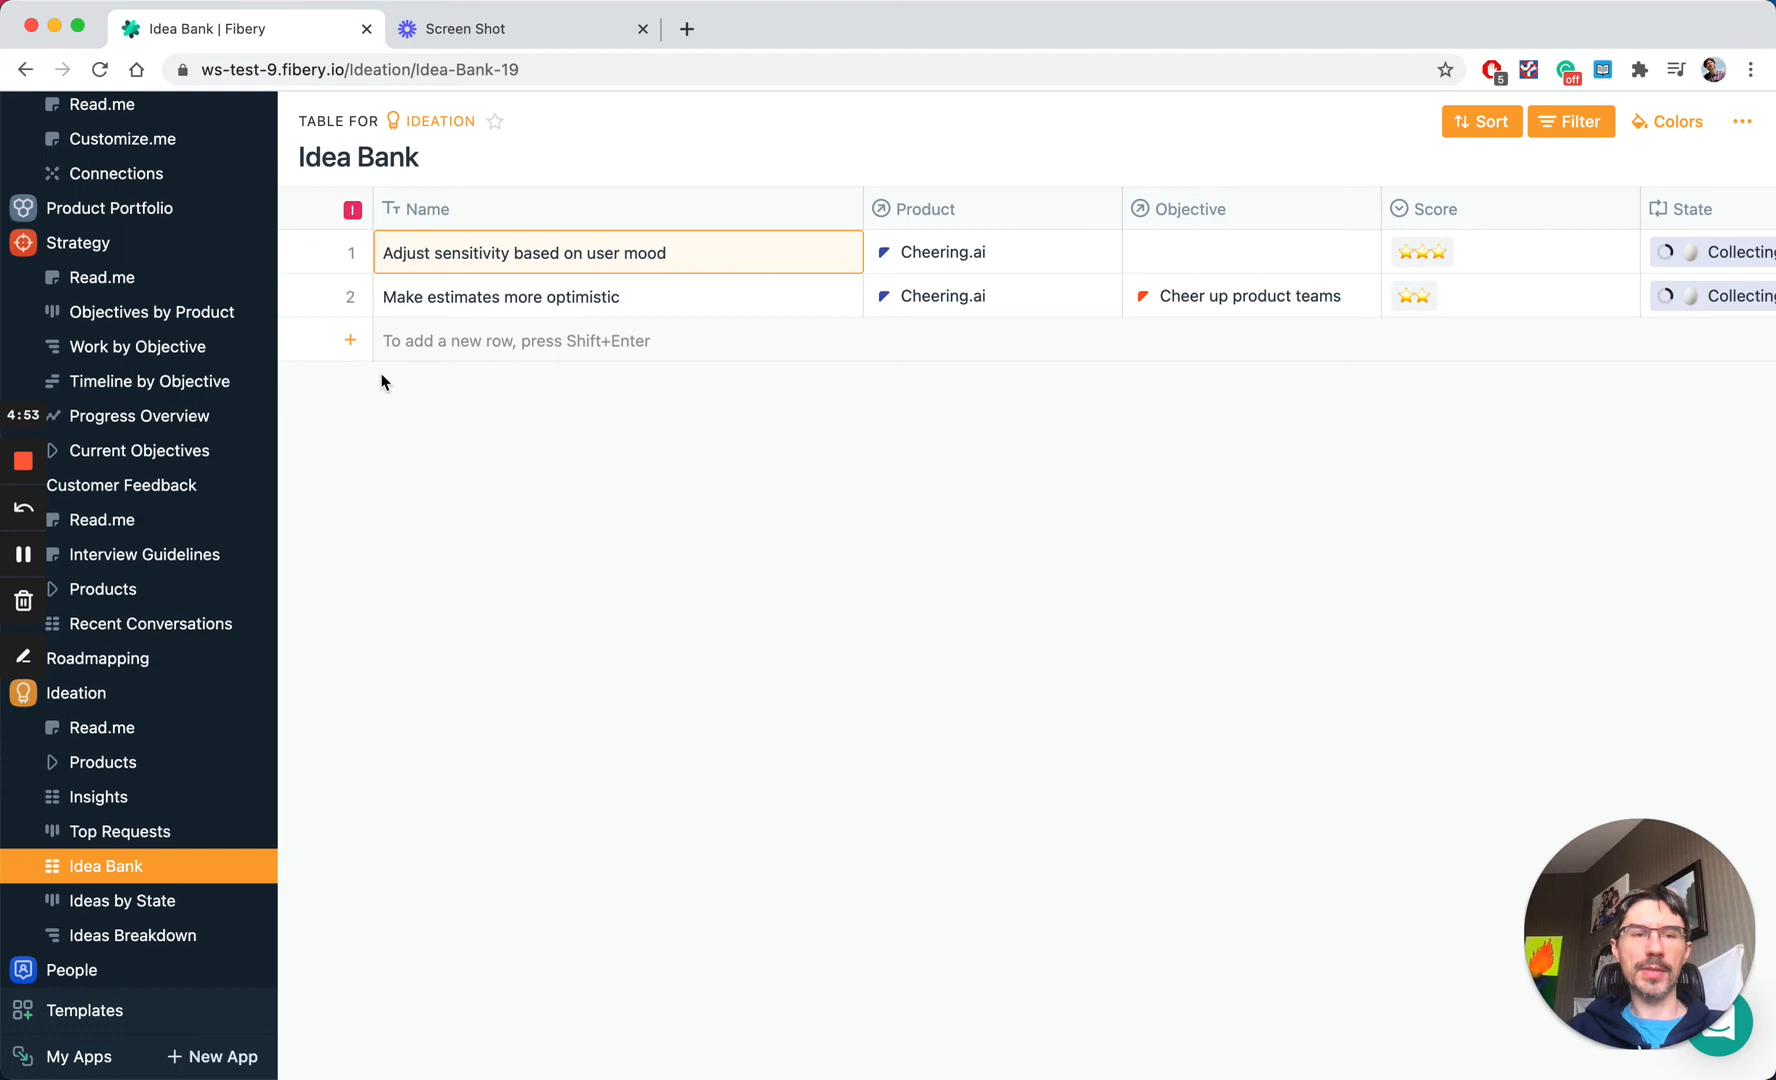 Idea Bank | Fibery
Screen Shot
ws-test-9.fibery.io/Ideation/Idea-Bank-19
5
off
Read.me
Customize.me
Connections
Product Portfolio
Strategy
Read.me
Objectives by Product
Work by Objective
Timeline by Objective
4:53
Progress Overview
Current Objectives
Customer Feedback
Read.me
Interview Guidelines
Products
Recent Conversations
Roadmapping
Ideation
Read.me
Products
Insights
Top Requests
Idea Bank
Ideas by State
Ideas Breakdown
People
Templates
My Apps
+ New App
TABLE FOR IDEATION
Sort
Filter
Colors
Idea Bank
I
Name
Product
Objective
Score
State
1
Adjust sensitivity based on user mood
Cheering.ai
Collecting
2
Make estimates more optimistic
Cheering.ai
Cheer up product teams
Collecting
+
To add a new row, press Shift+Enter